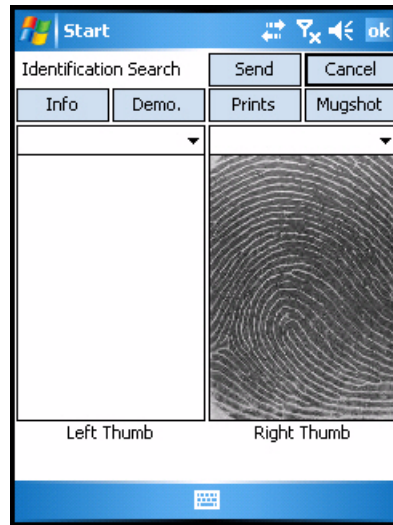 Start ok
Identification Search Send Cancel
Info Demo. Prints Mugshot
Left Thumb Right Thumb